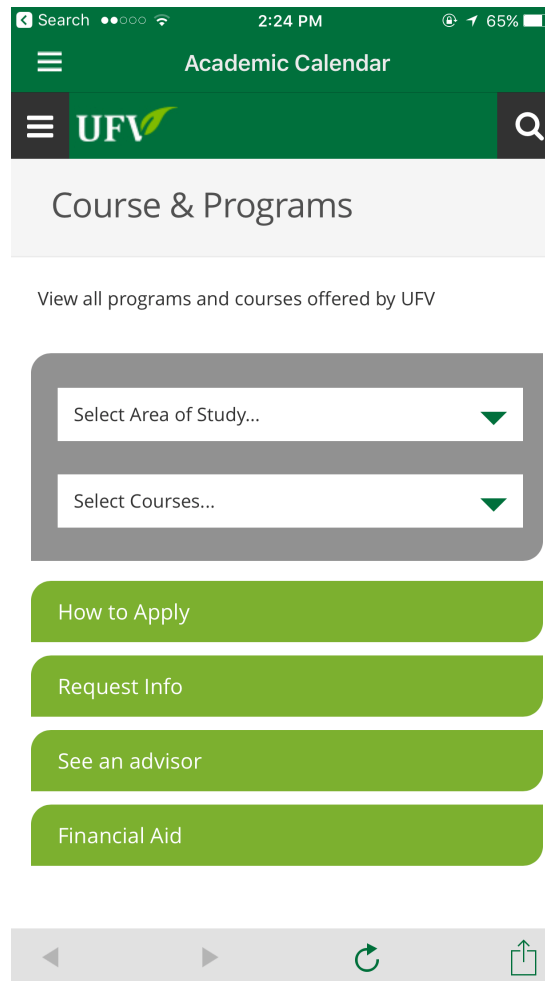 Search
2:24 PM
65%
Academic Calendar
UFV
Course & Programs
View all programs and courses offered by UFV
Select Area of Study...
Select Courses...
How to Apply
Request Info
See an advisor
Financial Aid